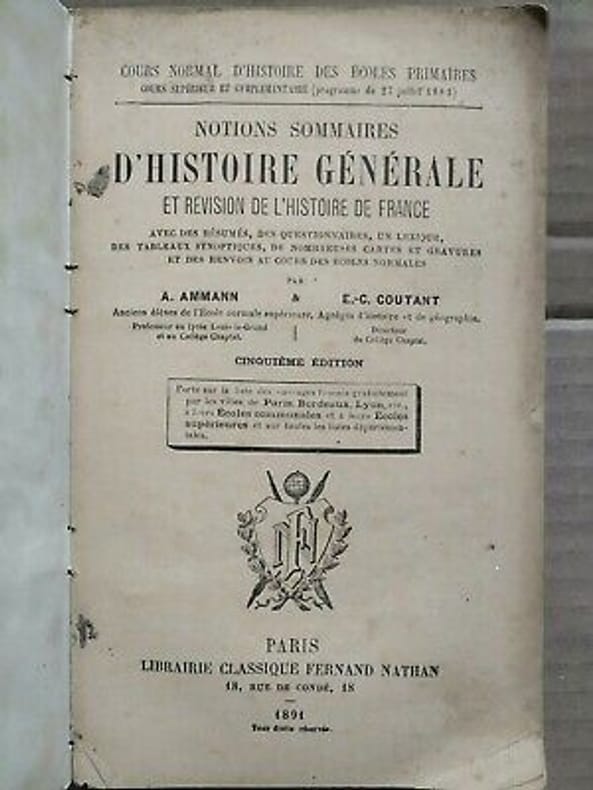 COURS NORMAL D'HISTOIRE DES ÉCOLES PRIMAIRES
COURS SUPÉRIEUR ET COMPLÉMENTAIRE (programme du 27 juillet 1882)
NOTIONS SOMMAIRES
D'HISTOIRE GÉNÉRALE
ET REVISION DE L'HISTOIRE DE FRANCE
AVEC DES RÉSUMÉS, DES QUESTIONNAIRES, UN LEXIQUE,
DES TABLEAUX SYNOPTIQUES, DE NOMBREUSES CARTES ET GRAVURES
ET DES RENVOIS AU COURS DES ÉCOLES NORMALES
PAR
A. AMMANN & E.-C. COUTANT
Anciens élèves de l'École normale supérieure, Agrégés d'histoire et de géographie.
Professeur au lycée Louis-le-Grand
et au Collège Chaptal.
Directeur
du Collège Chaptal.
CINQUIÈME ÉDITION
Porté sur la liste des ouvrages fournis gratuitement
par les villes de Paris, Bordeaux, Lyon, etc.,
à leurs Écoles communales et à leurs Écoles
supérieures et sur toutes les listes départemen-
tales.
PARIS
LIBRAIRIE CLASSIQUE FERNAND NATHAN
18, RUE DE CONDÉ, 18
1891
Tous droits réservés.